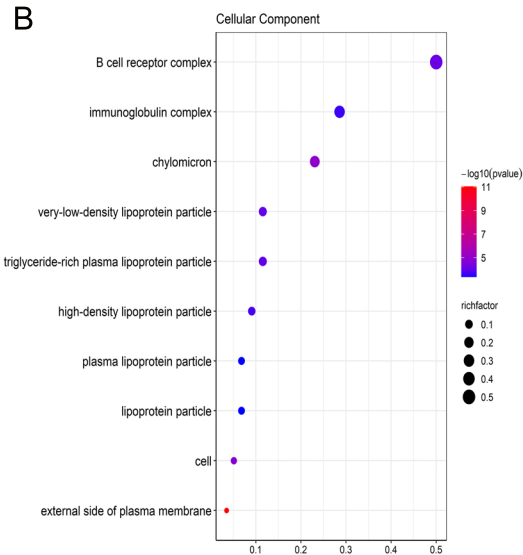 B
Cellular Component
B cell receptor complex
immunoglobulin complex
chylomicron
very-low-density lipoprotein particle
triglyceride-rich plasma lipoprotein particle
high-density lipoprotein particle
plasma lipoprotein particle
lipoprotein particle
cell
external side of plasma membrane
0.1 0.2 0.3 0.4 0.5
−log10(pvalue)
11
9
7
5
richfactor
0.1
0.2
0.3
0.4
0.5